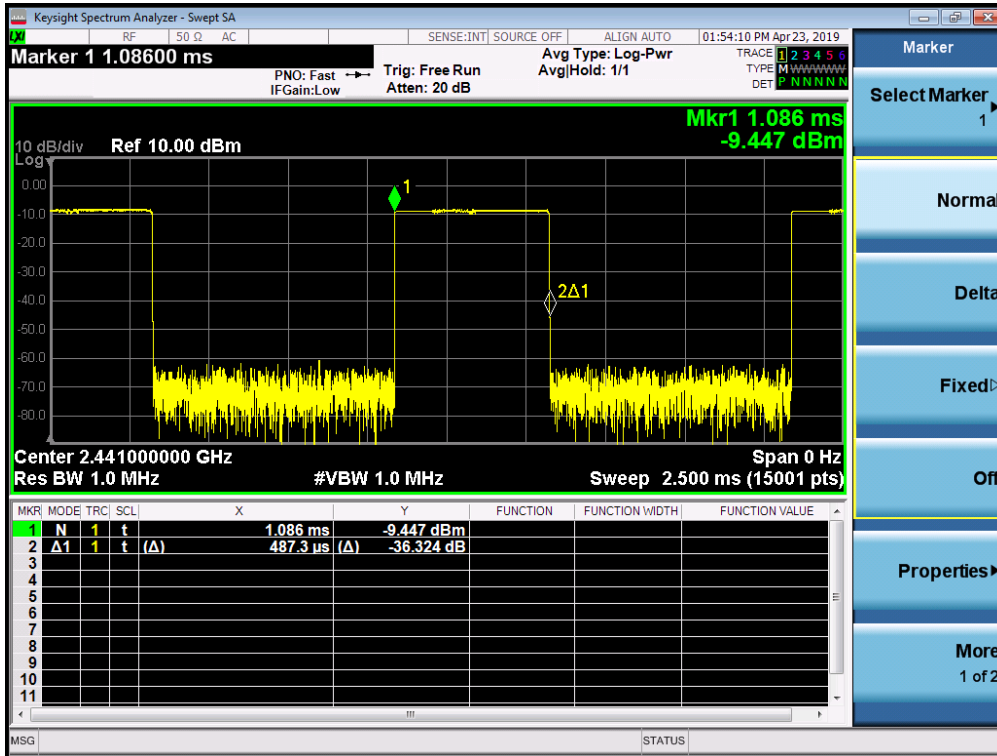 Keysight Spectrum Analyzer - Swept SA
LXI RF 50 Ω AC SENSE:INT SOURCE OFF ALIGN AUTO 01:54:10 PM Apr 23, 2019
Marker 1 1.08600 ms
PNO: Fast
IFGain:Low
Trig: Free Run
Atten: 20 dB
Avg Type: Log-Pwr
Avg|Hold: 1/1
TRACE 1 2 3 4 5 6
TYPE M WWWWW
DET P N N N N N
Mkr1 1.086 ms
-9.447 dBm
10 dB/div Ref 10.00 dBm
Log
0.00
-10.0
-20.0
-30.0
-40.0
-50.0
-60.0
-70.0
-80.0
1
2Δ1
Center 2.441000000 GHz Span 0 Hz
Res BW 1.0 MHz #VBW 1.0 MHz Sweep 2.500 ms (15001 pts)
MKR MODE TRC SCL X Y FUNCTION FUNCTION WIDTH FUNCTION VALUE
1 N 1 t 1.086 ms -9.447 dBm
2 Δ1 1 t (Δ) 487.3 µs (Δ) -36.324 dB
3
4
5
6
7
8
9
10
11
MSG STATUS
Marker
Select Marker
1
Normal
Delta
Fixed
Off
Properties
More
1 of 2